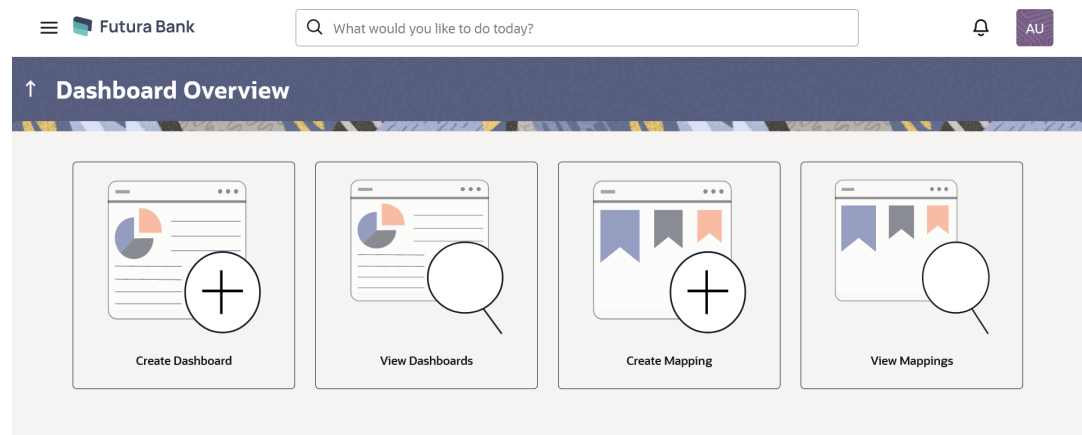 Futura Bank
What would you like to do today?
AU
Dashboard Overview
Create Dashboard
View Dashboards
Create Mapping
View Mappings